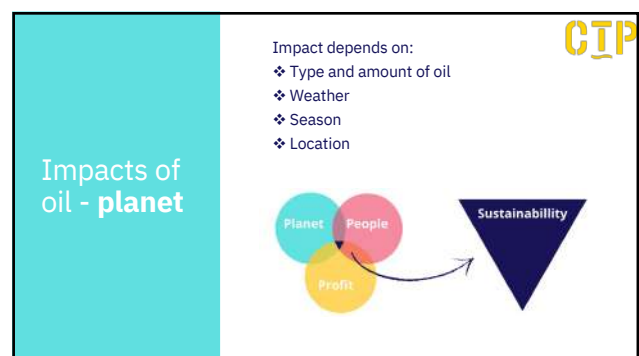 Impacts of
oil - planet
Impact depends on:
❖ Type and amount of oil
❖ Weather
❖ Season
❖ Location
CTP
Planet
People
Profit
Sustainabillity